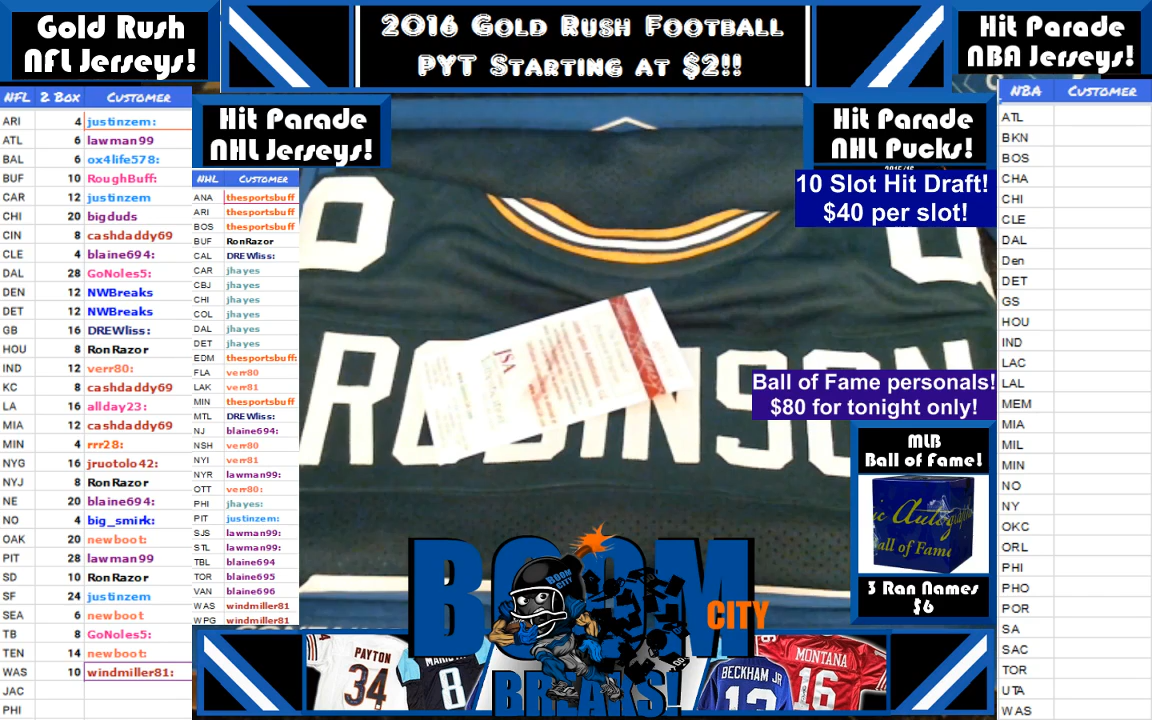 Gold Rush
NFL Jerseys!
2016 Gold Rush Football
PYT Starting at $2!!
Hit Parade
NBA Jerseys!
NFL 2 Box Customer
ARI 4 justinzem:
ATL 6 lawman99
BAL 6 ox4life578:
BUF 10 RoughBuff:
CAR 12 justinzem
CHI 20 bigduds
CIN 8 cashdaddy69
CLE 4 blaine694:
DAL 28 GoNoles5:
DEN 12 NWBreaks
DET 12 NWBreaks
GB 16 DREWliss:
HOU 8 RonRazor
IND 12 verr80:
KC 8 cashdaddy69
LA 16 allday23:
MIA 12 cashdaddy69
MIN 4 rrr28:
NYG 16 jruotolo42:
NYJ 8 RonRazor
NE 20 blaine694:
NO 4 big_smirk:
OAK 20 newboot:
PIT 28 lawman99
SD 10 RonRazor
SF 24 justinzem
SEA 6 newboot
TB 8 GoNoles5:
TEN 14 newboot:
WAS 10 windmiller81:
JAC
PHI
Hit Parade
NHL Jerseys!
NHL Customer
ANA thesportsbuff
ARI thesportsbuff
BOS thesportsbuff
BUF RonRazor
CAL DREWliss:
CAR jhayes
CBJ jhayes
CHI jhayes
COL jhayes
DAL jhayes
DET jhayes
EDM thesportsbuff:
FLA verr80
LAK verr81
MIN thesportsbuff
MTL DREWliss:
NJ blaine694:
NSH verr80
NYI verr81
NYR lawman99:
OTT verr80:
PHI jhayes:
PIT justinzem:
SJS lawman99:
STL lawman99:
TBL blaine694
TOR blaine695
VAN blaine696
WAS windmiller81
WPG windmiller81
Hit Parade
NHL Pucks!
10 Slot Hit Draft!
$40 per slot!
ROBINSON
JSA
Ball of Fame personals!
$80 for tonight only!
MLB
Ball of Fame!
ic Autograph
all of Fame
3 Ran Names
$6
BOOM
CITY
BREAKS!
BOOM
CITY
PAYTON
34
8
BECKHAM JR
MONTANA
16
NBA Customer
ATL
BKN
BOS
CHA
CHI
CLE
DAL
Den
DET
GS
HOU
IND
LAC
LAL
MEM
MIA
MIL
MIN
NO
NY
OKC
ORL
PHI
PHO
POR
SA
SAC
TOR
UTA
WAS